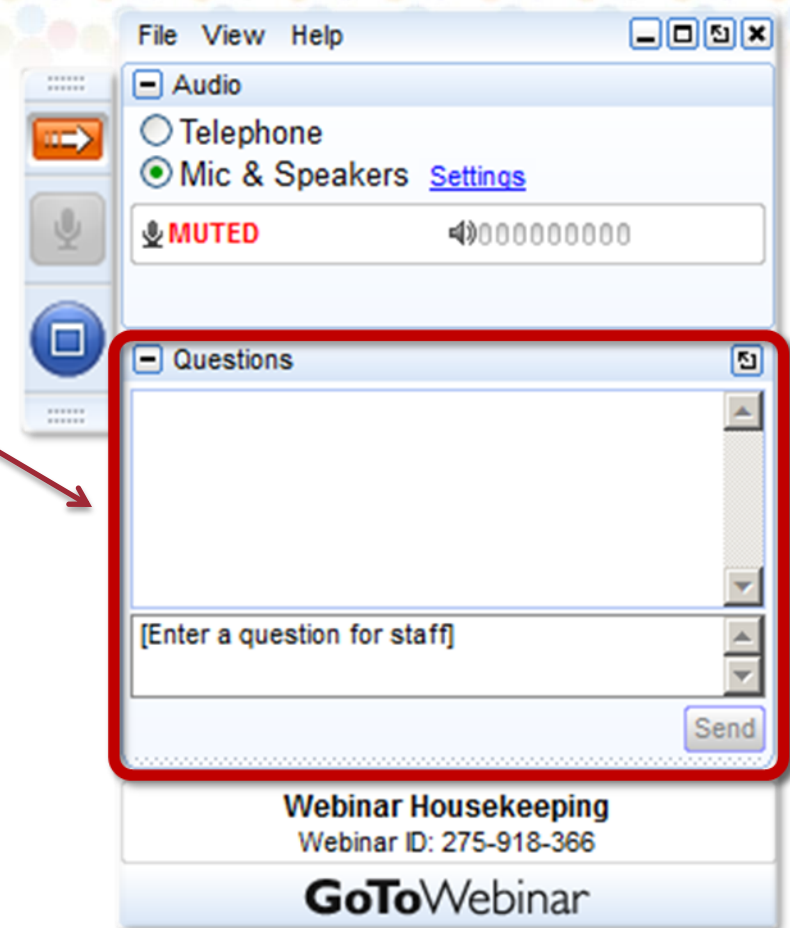 File View Help
Audio
Telephone
Mic & Speakers Settings
MUTED
Questions
[Enter a question for staff]
Send
Webinar Housekeeping
Webinar ID: 275-918-366
GoToWebinar